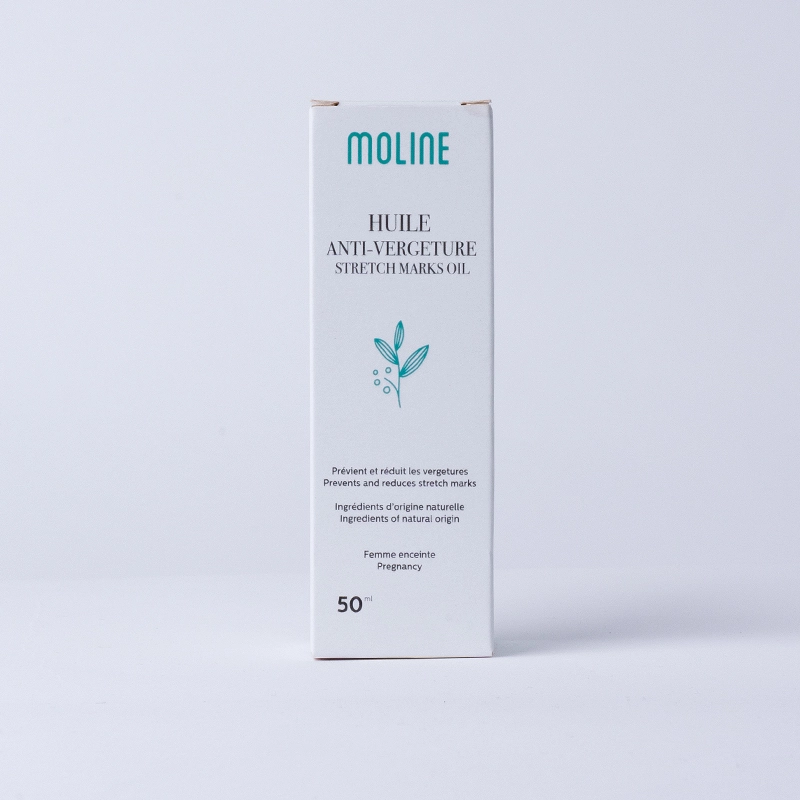 MOLINE
HUILE
ANTI-VERGETURE
STRETCH MARKS OIL
Prévient et réduit les vergetures
Prevents and reduces stretch marks
Ingrédients d'origine naturelle
Ingredients of natural origin
Femme enceinte
Pregnancy
50 ml